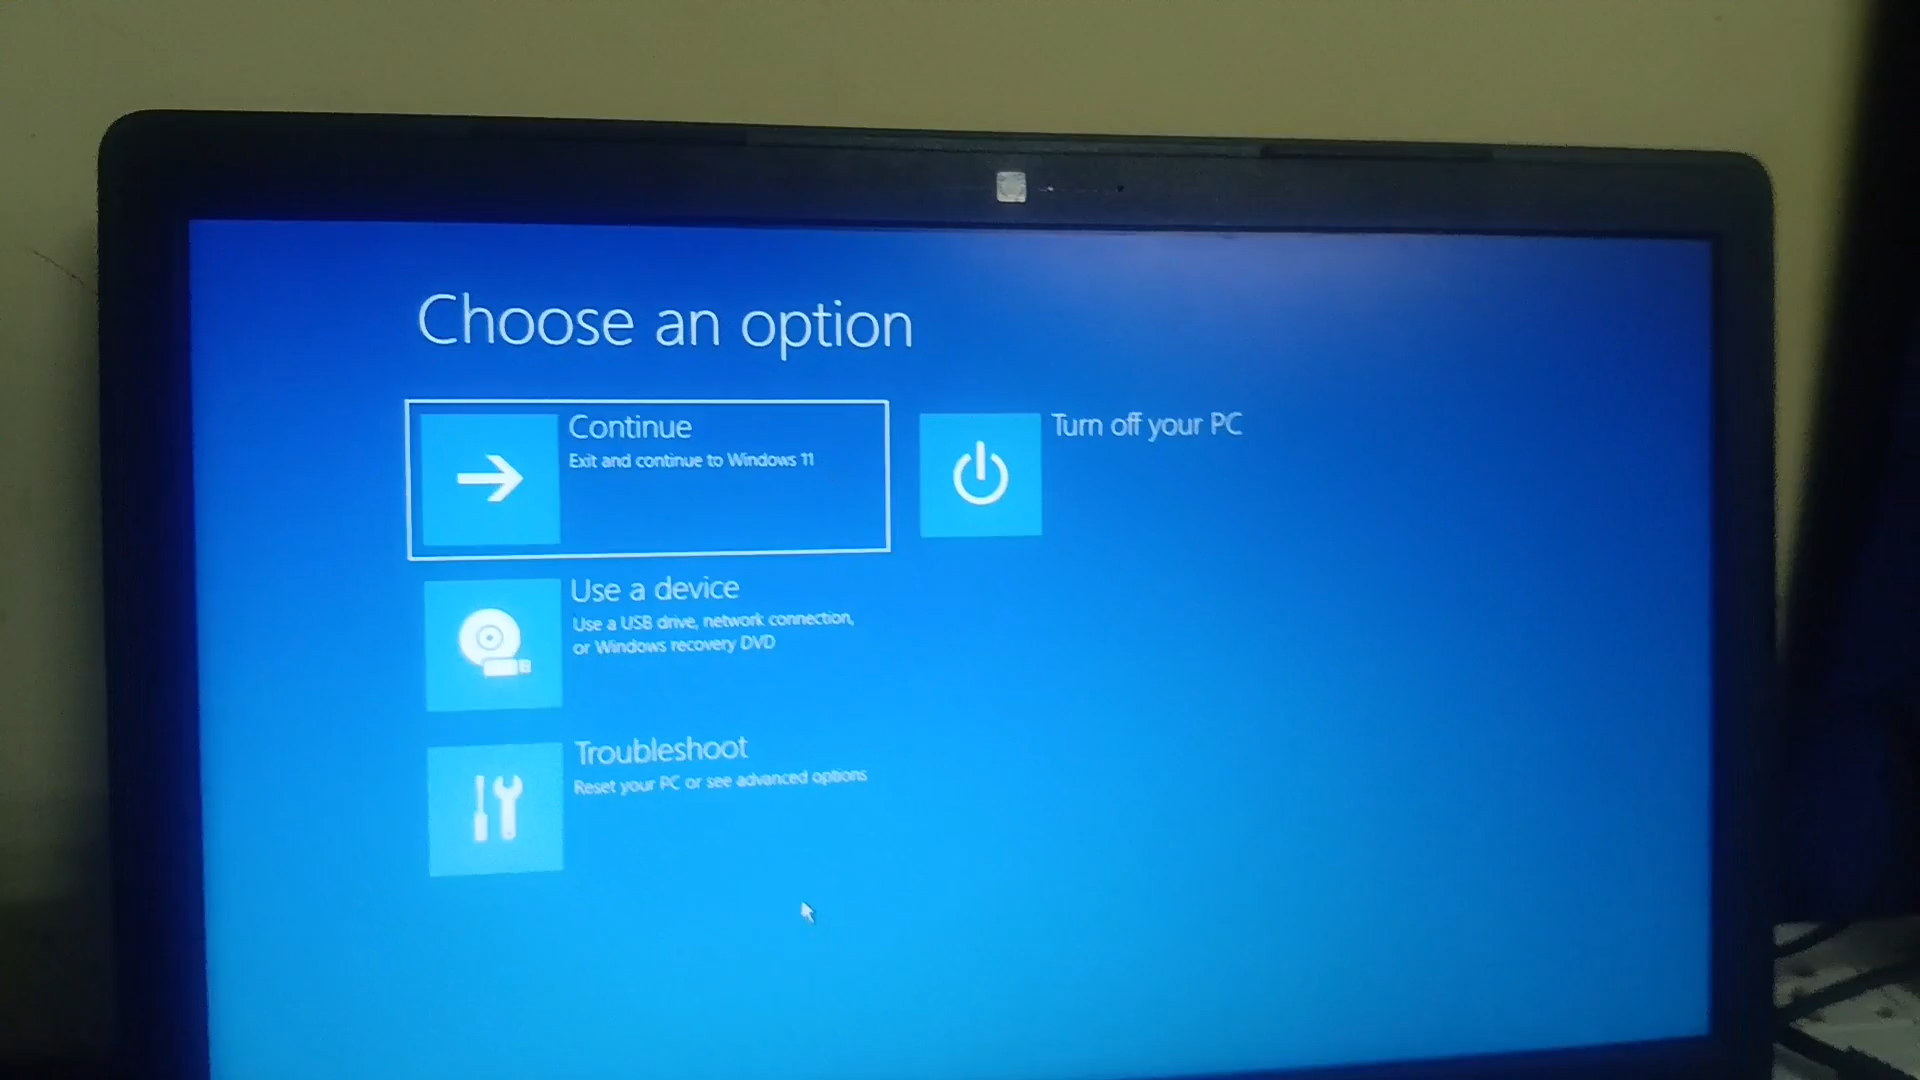 Choose an option
Continue
Exit and continue to Windows 11
Turn off your PC
Use a device
Use a USB drive, network connection,
or Windows recovery DVD
Troubleshoot
Reset your PC or see advanced options